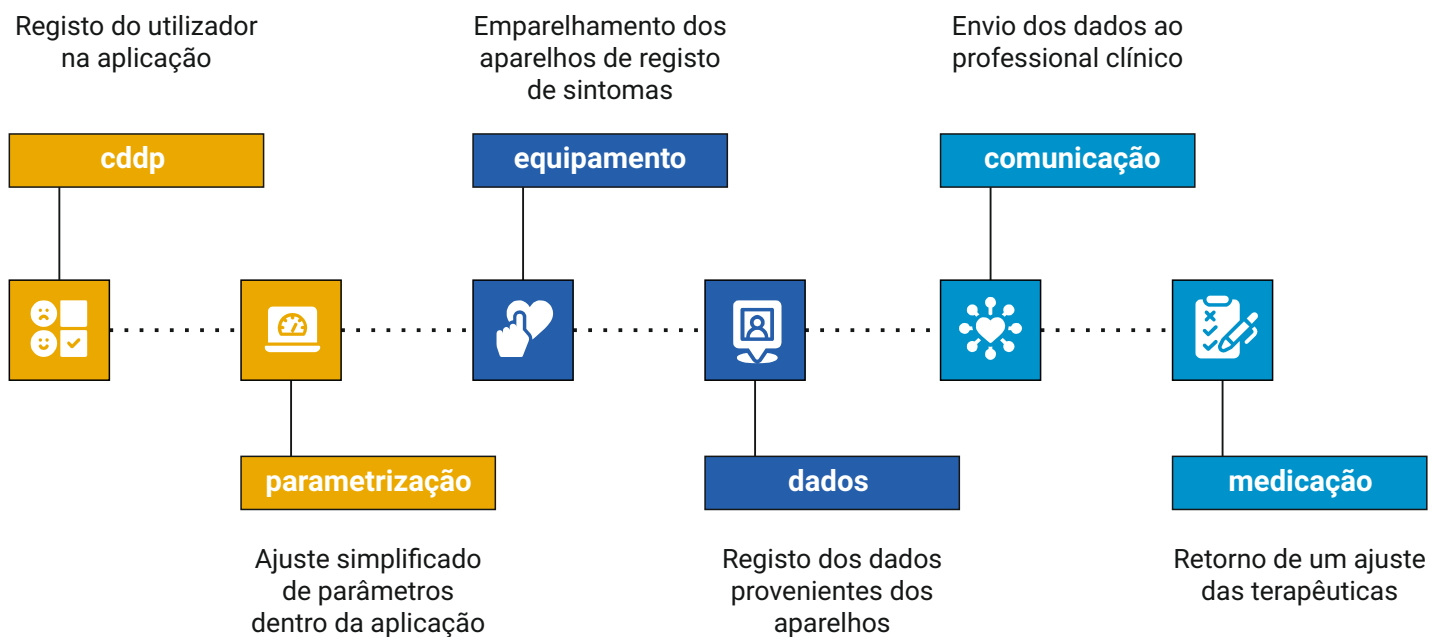 Registo do utilizador
na aplicação
cddp
parametrização
Ajuste simplificado
de parâmetros
dentro da aplicação
Emparelhamento dos
aparelhos de registo
de sintomas
equipamento
dados
Registo dos dados
provenientes dos
aparelhos
Envio dos dados ao
professional clínico
comunicação
medicação
Retorno de um ajuste
das terapêuticas